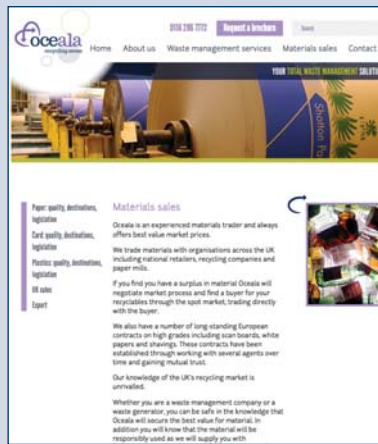 oceala
recycling sense
0116 296 7772
Request a brochure
Search
Home
About us
Waste management services
Materials sales
Contact
YOUR TOTAL WASTE MANAGEMENT SOLUTI
Shotton Pa
Paper: quality, destinations,
legislation
Card: quality, destinations,
legislation
Plastics: quality, destinations,
legislation
UK sales
Export
Materials sales
Oceala is an experienced materials trader and always
offers best value market prices.
We trade materials with organisations across the UK
including national retailers, recycling companies and
paper mills.
If you find you have a surplus in material Oceala will
negotiate market process and find a buyer for your
recyclables through the spot market, trading directly
with the buyer.
We also have a number of long-standing European
contracts on high grades including scan boards, white
papers and shavings. These contracts have been
established through working with several agents over
time and gaining mutual trust.
Our knowledge of the UK's recycling market is
unrivalled.
Whether you are a waste management company or a
waste generator, you can be safe in the knowledge that
Oceala will secure the best value for material. In
addition you will know that the material will be
responsibly used as we will supply you with